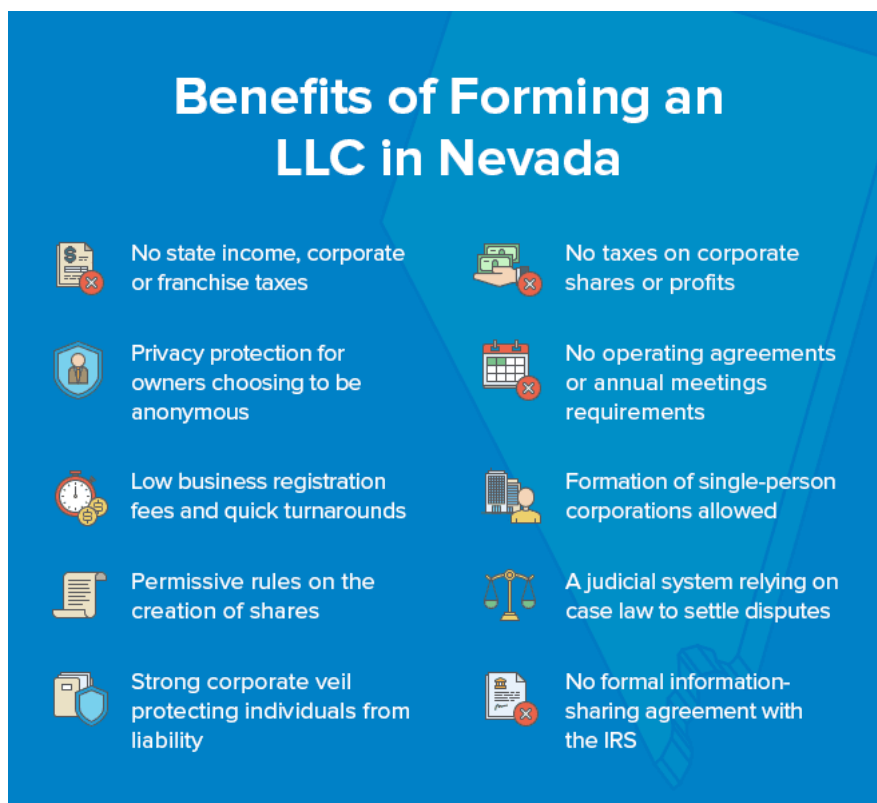 Benefits of Forming an
LLC in Nevada
No state income, corporate
or franchise taxes
Privacy protection for
owners choosing to be
anonymous
Low business registration
fees and quick turnarounds
Permissive rules on the
creation of shares
Strong corporate veil
protecting individuals from
liability
No taxes on corporate
shares or profits
No operating agreements
or annual meetings
requirements
Formation of single-person
corporations allowed
A judicial system relying on
case law to settle disputes
No formal information-
sharing agreement with
the IRS